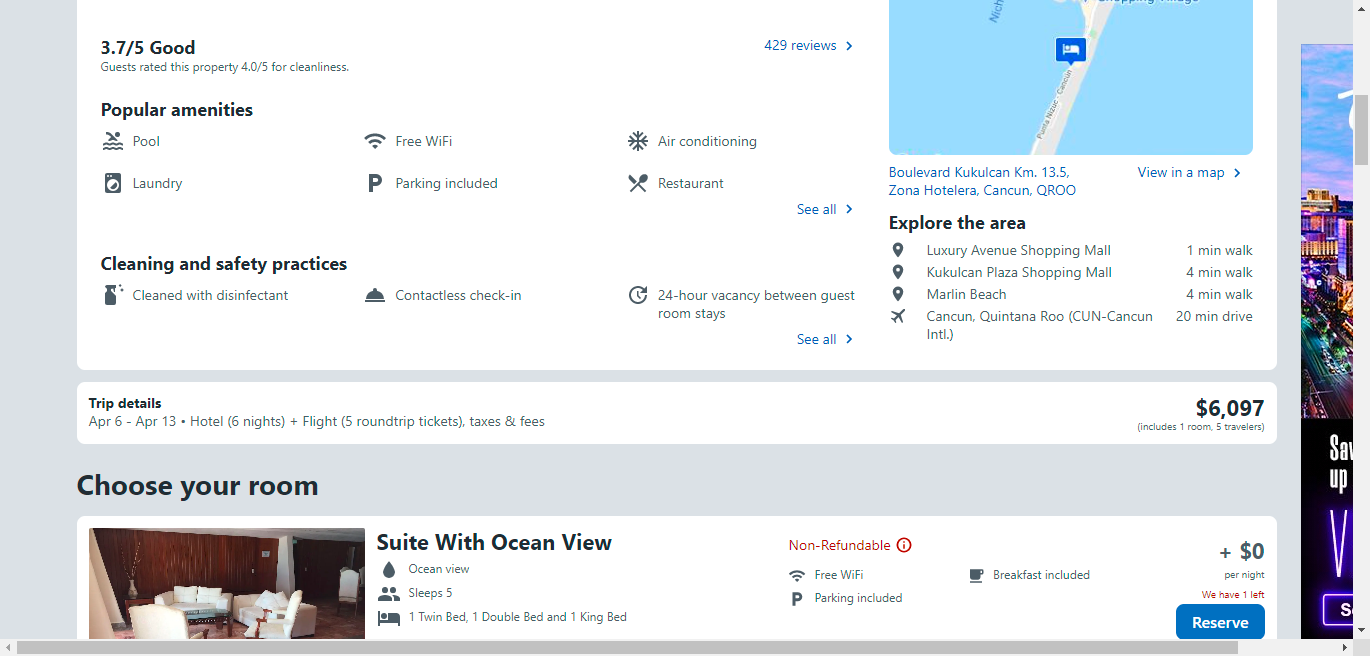 3.7/5 Good
429 reviews
Guests rated this property 4.0/5 for cleanliness.
Popular amenities
Pool
Free WiFi
Air conditioning
Laundry
Parking included
Restaurant
See all
Cleaning and safety practices
Cleaned with disinfectant
Contactless check-in
24-hour vacancy between guest
room stays
See all
Punta Nizuc - Cancun
Boulevard Kukulcan Km. 13.5,
Zona Hotelera, Cancun, QROO
View in a map
Explore the area
Luxury Avenue Shopping Mall 1 min walk
Kukulcan Plaza Shopping Mall 4 min walk
Marlin Beach 4 min walk
Cancun, Quintana Roo (CUN-Cancun 20 min drive
Intl.)
Trip details
Apr 6 - Apr 13 • Hotel (6 nights) + Flight (5 roundtrip tickets), taxes & fees
$6,097
(includes 1 room, 5 travelers)
Choose your room
Suite With Ocean View
Ocean view
Sleeps 5
1 Twin Bed, 1 Double Bed and 1 King Bed
Non-Refundable
Free WiFi
Breakfast included
Parking included
+ $0
per night
We have 1 left
Reserve
up